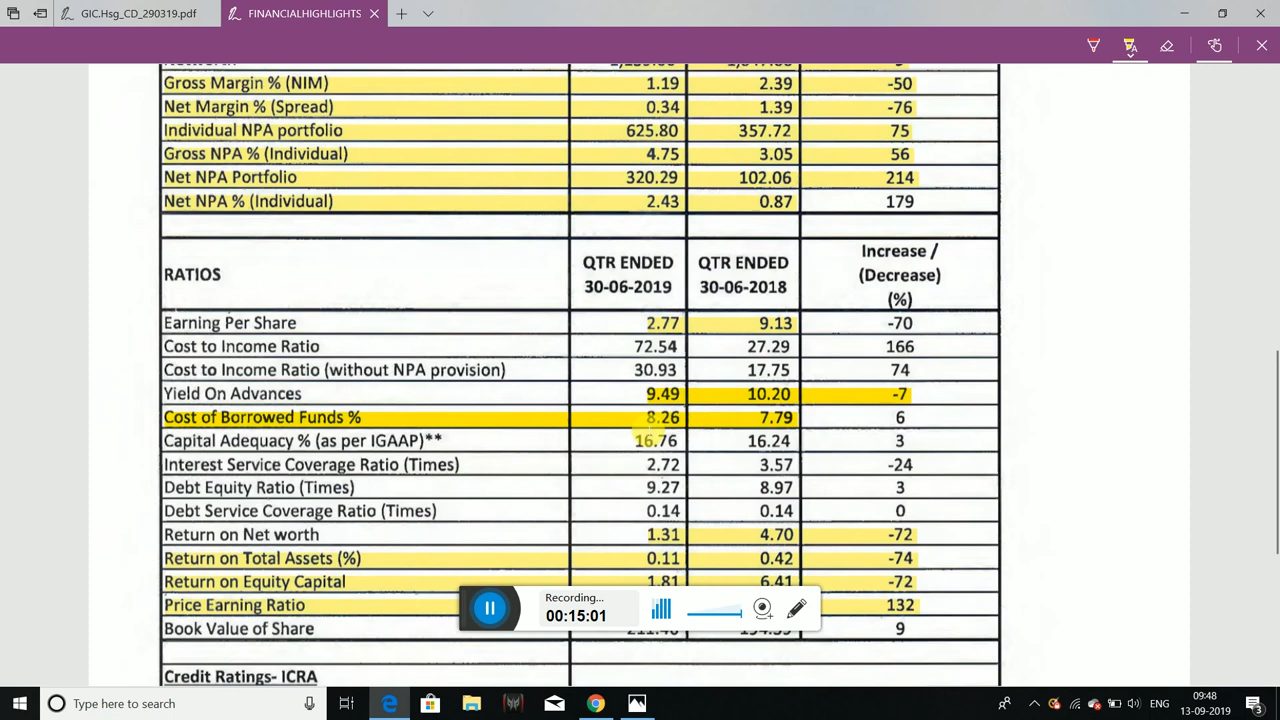 GIC.Hsg_CD_290319.pdf
FINANCIALHIGHLIGHTS
Gross Margin % (NIM) 1.19 2.39 -50
Net Margin % (Spread) 0.34 1.39 -76
Individual NPA portfolio 625.80 357.72 75
Gross NPA % (Individual) 4.75 3.05 56
Net NPA Portfolio 320.29 102.06 214
Net NPA % (Individual) 2.43 0.87 179
RATIOS QTR ENDED 30-06-2019 QTR ENDED 30-06-2018 Increase / (Decrease) (%)
Earning Per Share 2.77 9.13 -70
Cost to Income Ratio 72.54 27.29 166
Cost to Income Ratio (without NPA provision) 30.93 17.75 74
Yield On Advances 9.49 10.20 -7
Cost of Borrowed Funds % 8.26 7.79 6
Capital Adequacy % (as per IGAAP)** 16.76 16.24 3
Interest Service Coverage Ratio (Times) 2.72 3.57 -24
Debt Equity Ratio (Times) 9.27 8.97 3
Debt Service Coverage Ratio (Times) 0.14 0.14 0
Return on Net worth 1.31 4.70 -72
Return on Total Assets (%) 0.11 0.42 -74
Return on Equity Capital 1.81 6.41 -72
Price Earning Ratio 132
Book Value of Share 9
Credit Ratings- ICRA
Recording...
00:15:01
Type here to search
ENG
09:48
13-09-2019
3